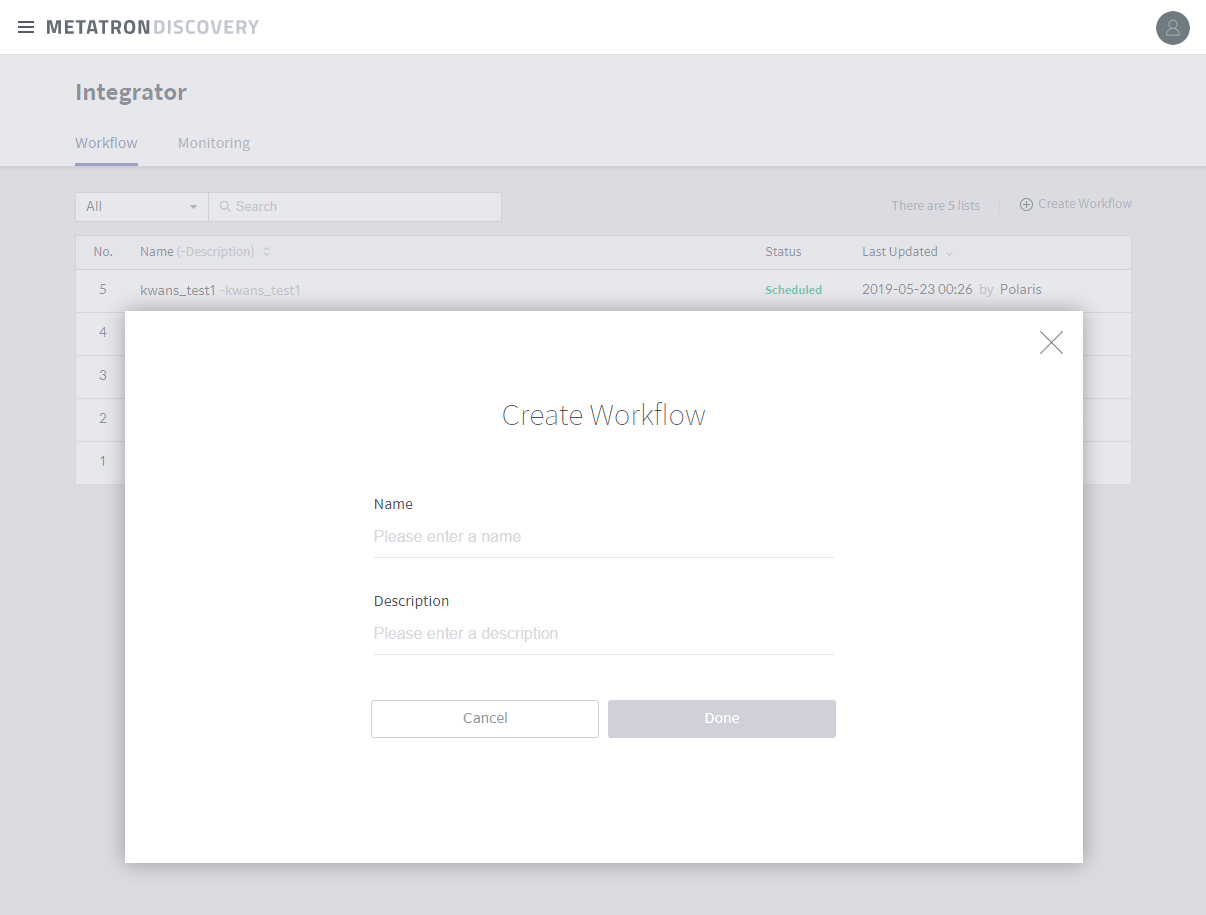 METATRON DISCOVERY
Integrator
Workflow Monitoring
All Search There are 5 lists Create Workflow
No. Name (-Description) Status Last Updated
5 kwans_test1 -kwans_test1 Scheduled 2019-05-23 00:26 by Polaris
4
3
2
1
Create Workflow
Name
Please enter a name
Description
Please enter a description
Cancel Done